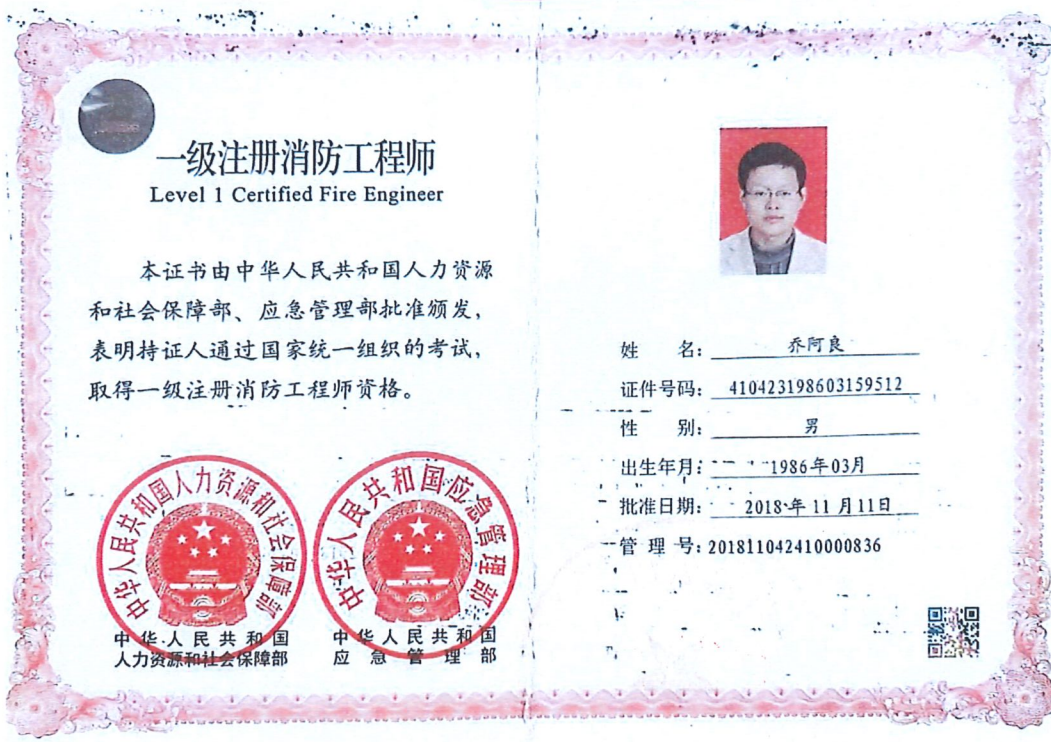 一级注册消防工程师
Level 1 Certified Fire Engineer
本证书由中华人民共和国人力资源
和社会保障部、应急管理部批准颁发，
表明持证人通过国家统一组织的考试，
取得一级注册消防工程师资格。
中华人民共和国人力资源和社会保障部
中华人民共和国
人力资源和社会保障部
中华人民共和国应急管理部
中华人民共和国
应急管理部
姓 名：乔阿良
证件号码：410423198603159512
性 别：男
出生年月：1986年03月
批准日期：2018年11月11日
管 理 号：201811042410000836